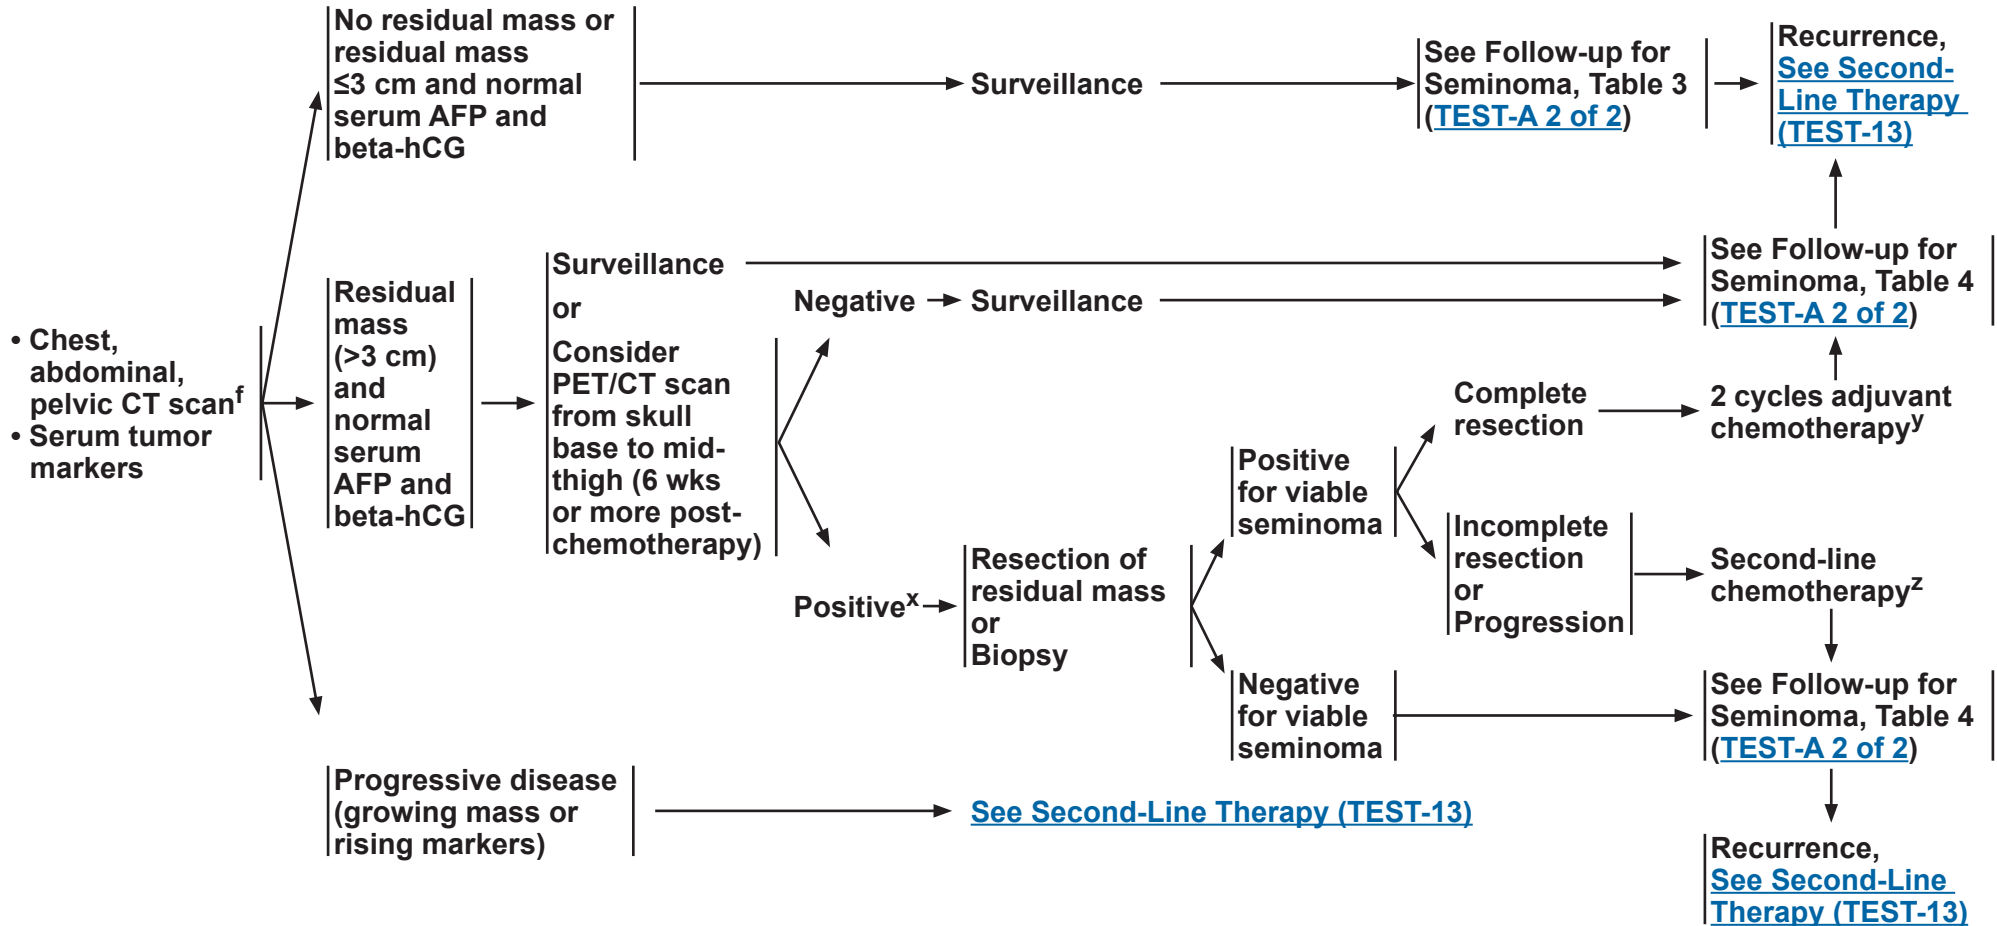 • Chest,
abdominal,
pelvic CT scanf
• Serum tumor
markers
No residual mass or
residual mass
≤3 cm and normal
serum AFP and
beta-hCG
Surveillance
See Follow-up for
Seminoma, Table 3
(TEST-A 2 of 2)
Recurrence,
See Second-
Line Therapy
(TEST-13)
Residual
mass
(>3 cm)
and
normal
serum
AFP and
beta-hCG
Surveillance
or
Consider
PET/CT scan
from skull
base to mid-
thigh (6 wks
or more post-
chemotherapy)
Negative
Surveillance
See Follow-up for
Seminoma, Table 4
(TEST-A 2 of 2)
Positivex
Resection of
residual mass
or
Biopsy
Positive
for viable
seminoma
Complete
resection
2 cycles adjuvant
chemotherapyy
Incomplete
resection
or
Progression
Second-line
chemotherapyz
Negative
for viable
seminoma
See Follow-up for
Seminoma, Table 4
(TEST-A 2 of 2)
Recurrence,
See Second-Line
Therapy (TEST-13)
Progressive disease
(growing mass or
rising markers)
See Second-Line Therapy (TEST-13)